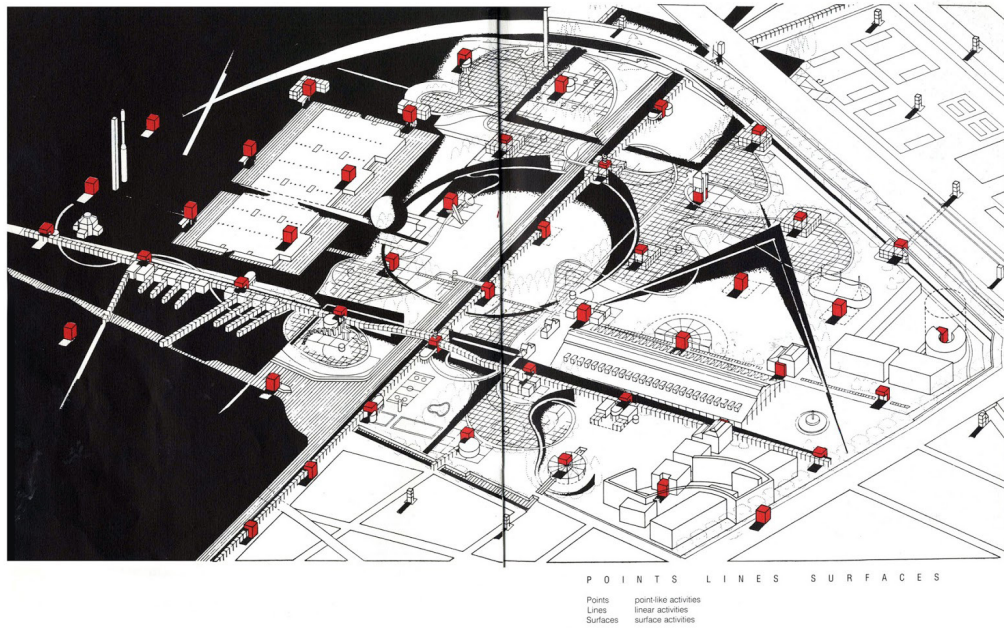 POINTS LINES SURFACES
Points point-like activities
Lines linear activities
Surfaces surface activities